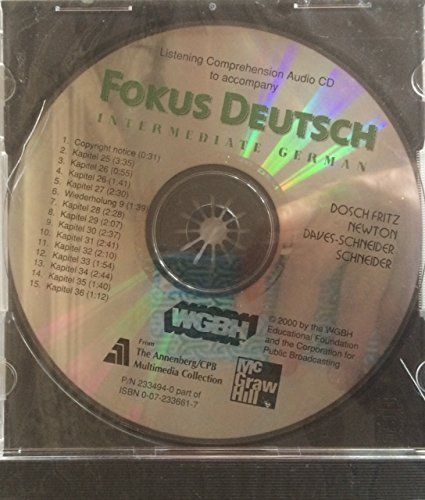 Listening Comprehension Audio CD
to accompany
FOKUS DEUTSCH
INTERMEDIATE GERMAN
1. Copyright notice (0:31)
2. Kapitel 25 (3:35)
3. Kapitel 26 (0:55)
4. Kapitel 26 (1:41)
5. Kapitel 27 (2:30)
6. Wiederholung 9 (1:39)
7. Kapitel 28 (2:28)
8. Kapitel 29 (2:07)
9. Kapitel 30 (2:37)
10. Kapitel 31 (2:41)
11. Kapitel 32 (2:10)
12. Kapitel 33 (1:54)
13. Kapitel 34 (2:44)
14. Kapitel 35 (1:40)
15. Kapitel 36 (1:12)
DOSCH FRITZ
NEWTON
DAVES-SCHNEIDER
SCHNEIDER
WGBH
© 2000 by the WGBH
Educational Foundation
and the Corporation for
Public Broadcasting
From
The Annenberg/CPB
Multimedia Collection
Mc
Graw
Hill
P/N 233494-0 part of
ISBN 0-07-233661-7